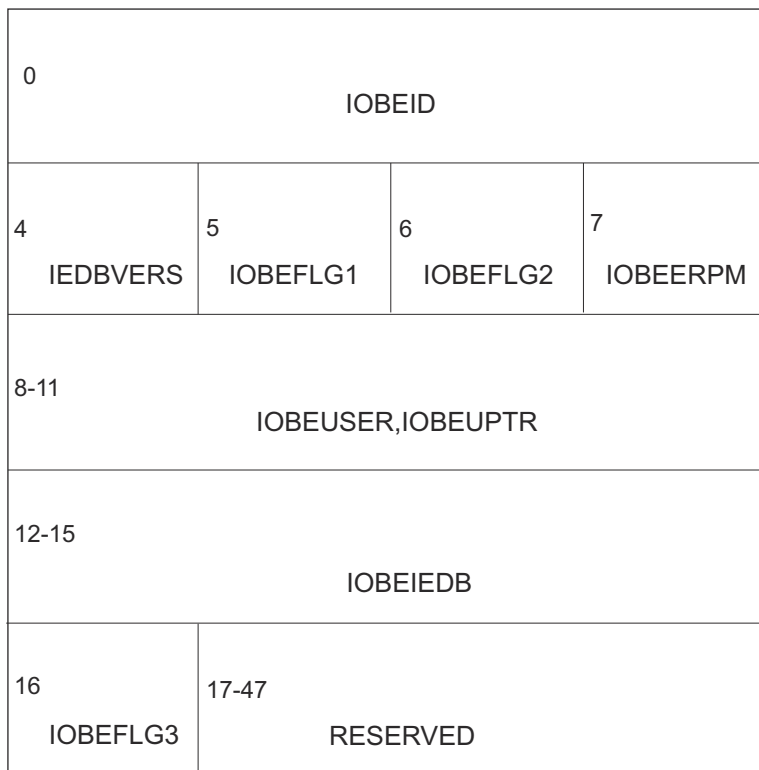 0
IOBEID
4
5
6
7
IEDBVERS
IOBEFLG1
IOBEFLG2
IOBEERPM
8-11
IOBEUSER,IOBEUPTR
12-15
IOBEIEDB
16
17-47
IOBEFLG3
RESERVED